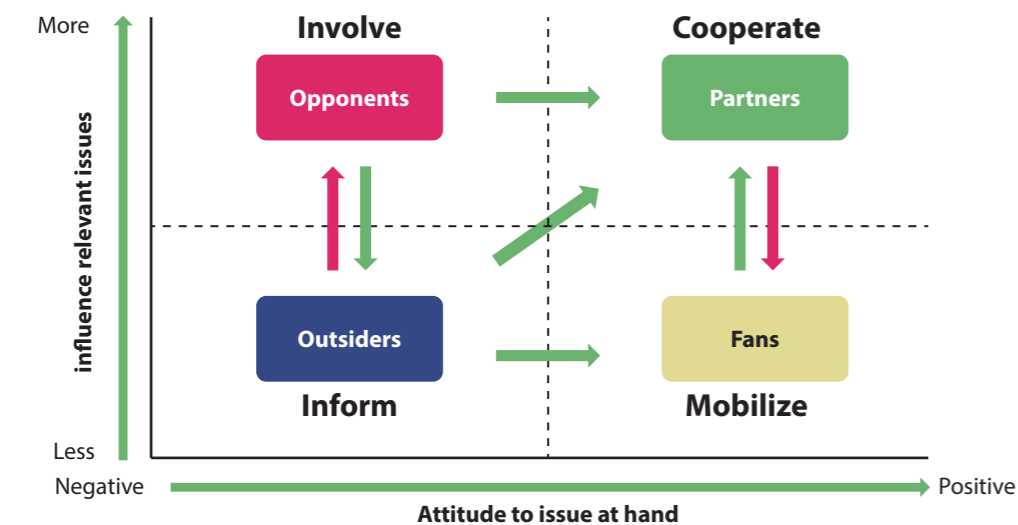 More
Involve
Cooperate
Opponents
Partners
influence relevant issues
Outsiders
Fans
Inform
Mobilize
Less
Negative
Positive
Attitude to issue at hand